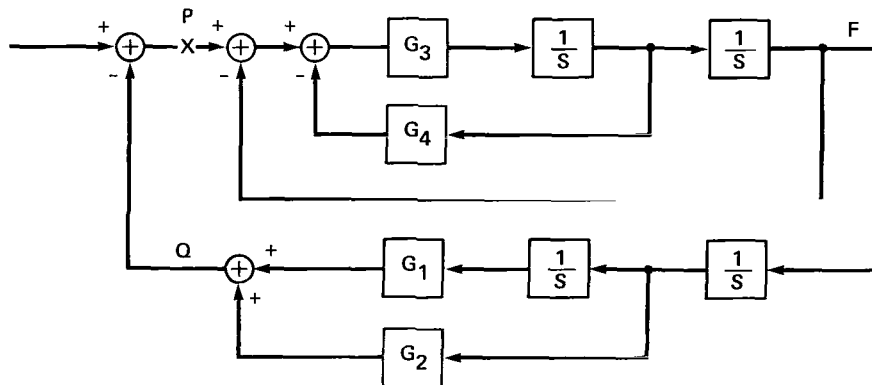 P
F
+
+
+
+
+
X
+
+
G3
1
S
1
S
-
-
-
G4
Q
+
+
G1
1
S
1
S
+
G2